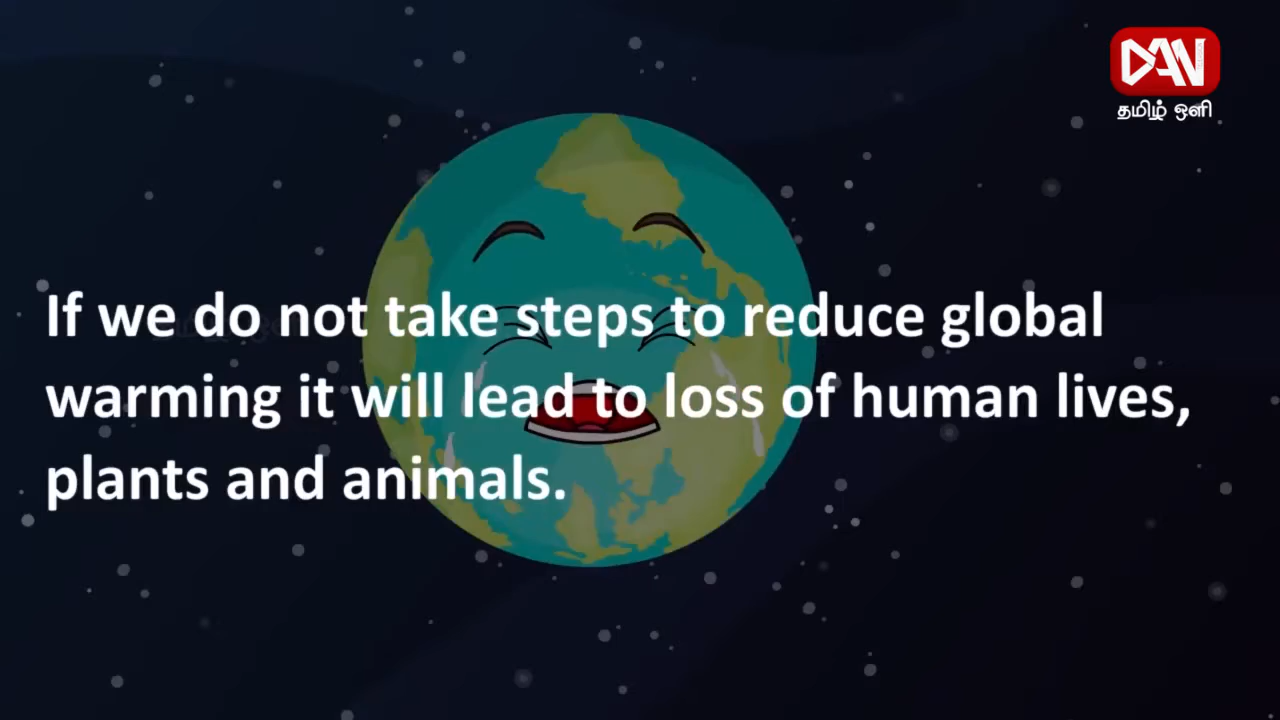 DAN
தமிழ் ஒளி
If we do not take steps to reduce global
warming it will lead to loss of human lives,
plants and animals.